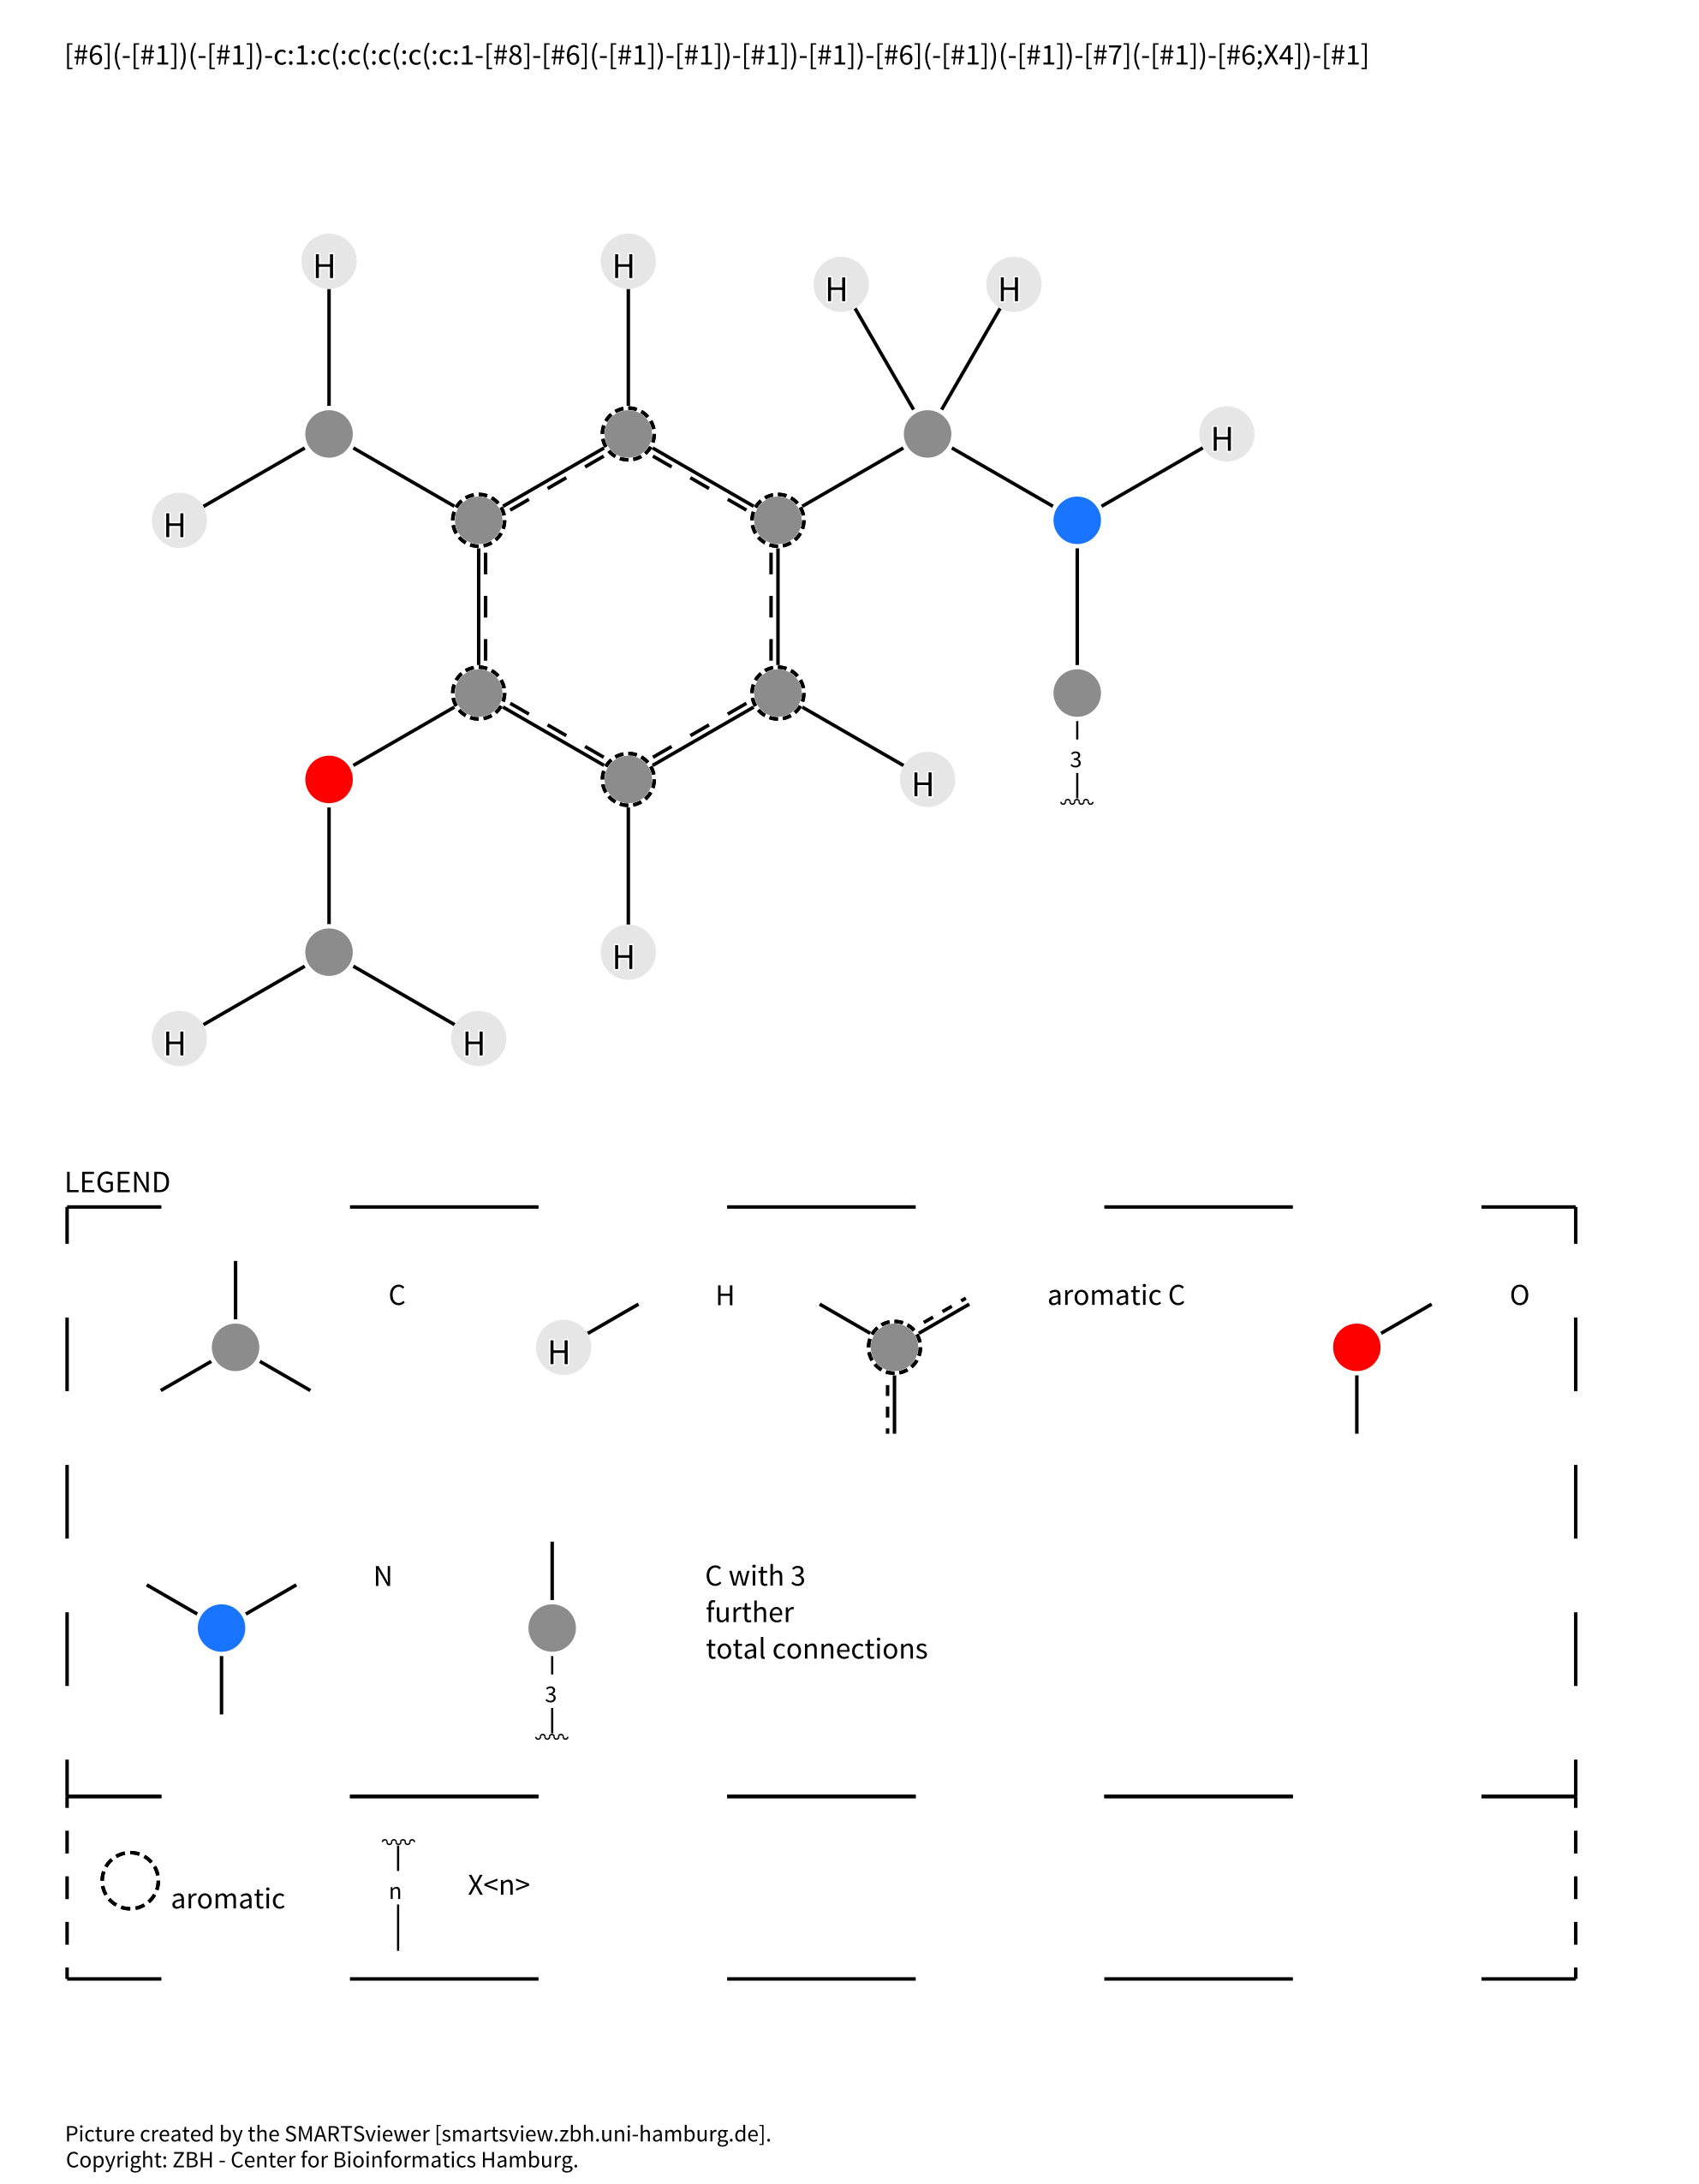 [#6](-[#1])(-[#1])-c:1:c(:c(:c(:c(:c:1-[#8]-[#6](-[#1])-[#1])-[#1])-[#1])-[#6](-[#1])(-[#1])-[#7](-[#1])-[#6;X4])-[#1]
H H H H
H
H
3
H
H
H H
LEGEND
C H aromatic C O
H
N C with 3
further
total connections
3
n X<n>
aromatic
Picture created by the SMARTSviewer [smartsview.zbh.uni-hamburg.de].
Copyright: ZBH - Center for Bioinformatics Hamburg.